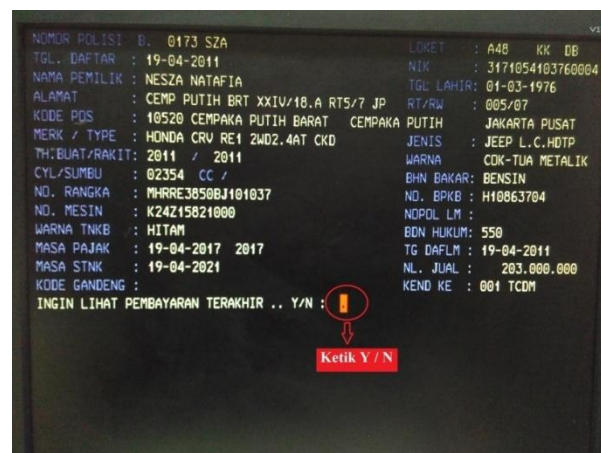 V1
NOMOR POLISI B. 0173 SZA LOKET : A48 KK DB
TGL. DAFTAR : 19-04-2011 NIK : 3171054103760004
NAMA PEMILIK : NESZA NATAFIA TGL LAHIR: 01-03-1976
ALAMAT : CEMP PUTIH BRT XXIV/18.A RT5/7 JP RT/RW : 005/07
KODE POS : 10520 CEMPAKA PUTIH BARAT CEMPAKA PUTIH JAKARTA PUSAT
MERK / TYPE : HONDA CRV RE1 2WD2.4AT CKD JENIS : JEEP L.C.HDTP
TH.BUAT/RAKIT: 2011 / 2011 WARNA COK-TUA METALIK
CYL/SUMBU : 02354 CC / BHN BAKAR: BENSIN
NO. RANGKA : MHRRE3850BJ101037 NO. BPKB : H10863704
NO. MESIN : K24Z15821000 NOPOL LM :
WARNA TNKB : HITAM BDN HUKUM: 550
MASA PAJAK : 19-04-2017 2017 TG DAFLM : 19-04-2011
MASA STNK : 19-04-2021 NL. JUAL : 203.000.000
KODE GANDENG : KEND KE : 001 TCDM
INGIN LIHAT PEMBAYARAN TERAKHIR .. Y/N : .
Ketik Y / N